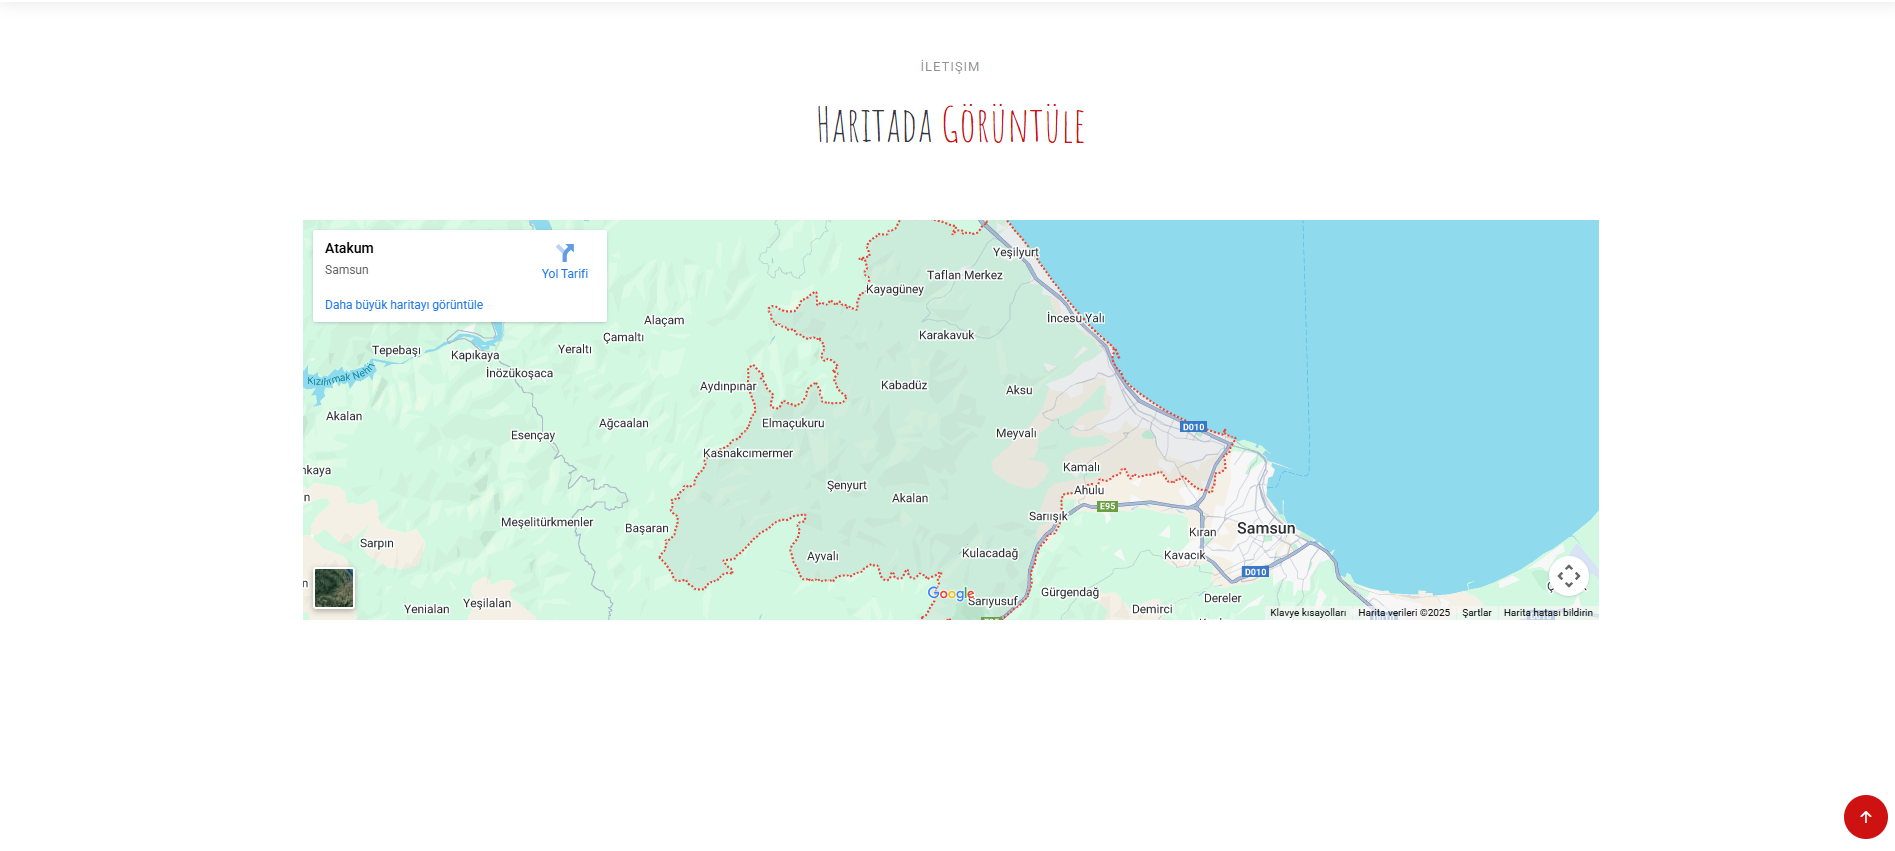 İLETIŞIM
HARITADA GÖRÜNTÜLE
Atakum
Samsun
Yol Tarifi
Daha büyük haritayı görüntüle
Yeşilyurt
Taflan Merkez
Kayagüney
Alaçam
İncesu Yalı
Çamaltı
Karakavuk
Tepebaşı
Kapıkaya
Yeraltı
İnözükoşaca
Kızılırmak Nehri
Aydınpınar
Kabadüz
Aksu
Akalan
Ağcaalan
Elmaçukuru
D010
Esençay
Meyvalı
Kasnakcımermer
nkaya
Kamalı
Şenyurt
Ahulu
n
Akalan
E95
Meşelitürkmenler
Başaran
Sarıışık
Samsun
Kıran
Sarpın
Ayvalı
Kulacadağ
Kavacık
D010
n
Google
Gürgendağ
Yenialan
Yeşilalan
Sarıyusuf
Demirci
Dereler
Klavye kısayolları
Harita verileri ©2025
Şartlar
Harita hatası bildirin